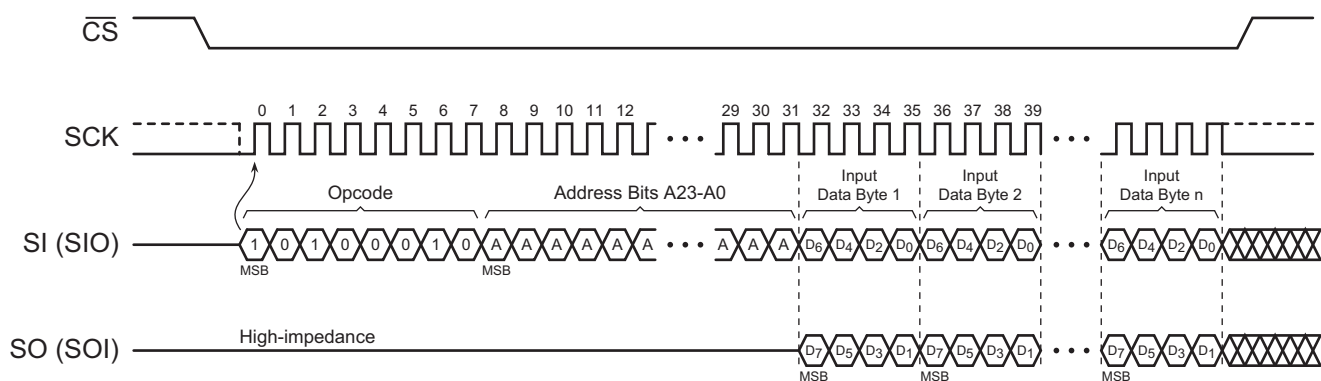 CS
0 1 2 3 4 5 6 7 8 9 10 11 12 29 30 31 32 33 34 35 36 37 38 39
SCK
Opcode
Address Bits A23-A0
Input
Data Byte 1
Input
Data Byte 2
Input
Data Byte n
SI (SIO) 1 0 1 0 0 0 1 0 A A A A A A A A A D6 D4 D2 D0 D6 D4 D2 D0 D6 D4 D2 D0
MSB MSB
High-impedance
SO (SOI) D7 D5 D3 D1 D7 D5 D3 D1 D7 D5 D3 D1
MSB MSB MSB